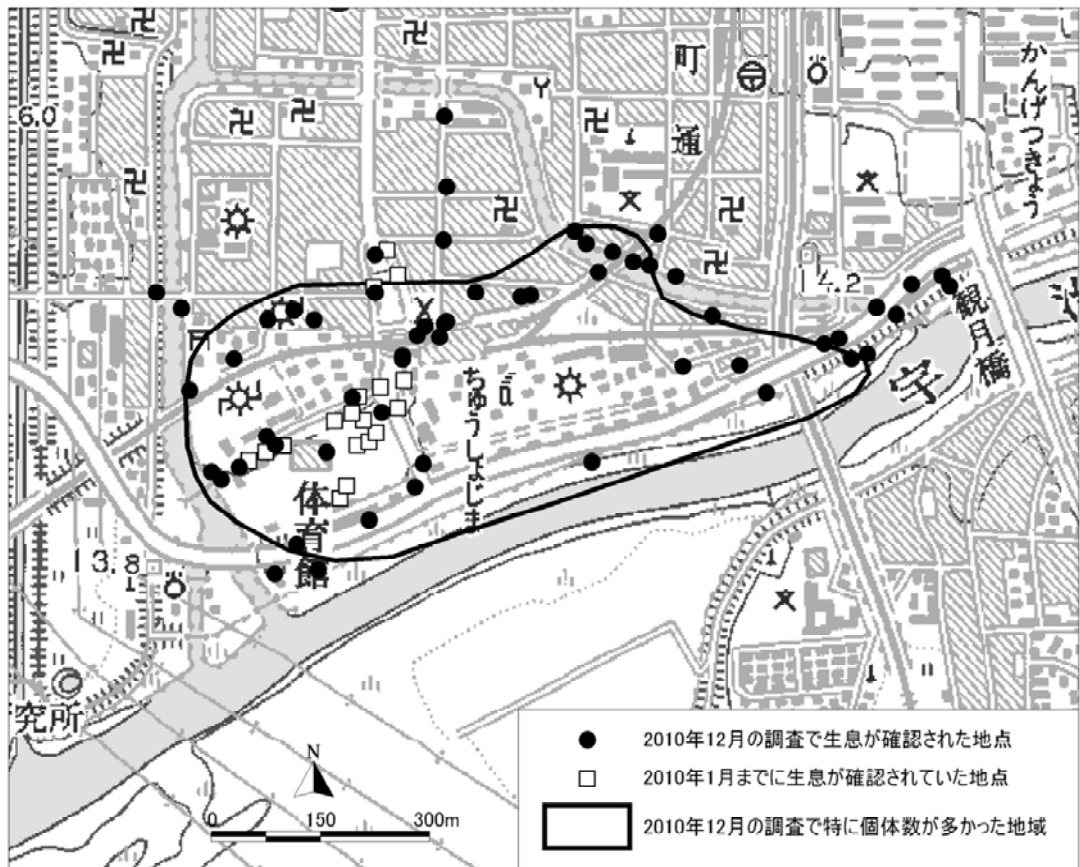 6.0
町通
かんげつきょう
14.2
観月橋
宇
ちゅうしょじま
体育館
13.8
究所
N
0 150 300m
2010年12月の調査で生息が確認された地点
2010年1月までに生息が確認されていた地点
2010年12月の調査で特に個体数が多かった地域